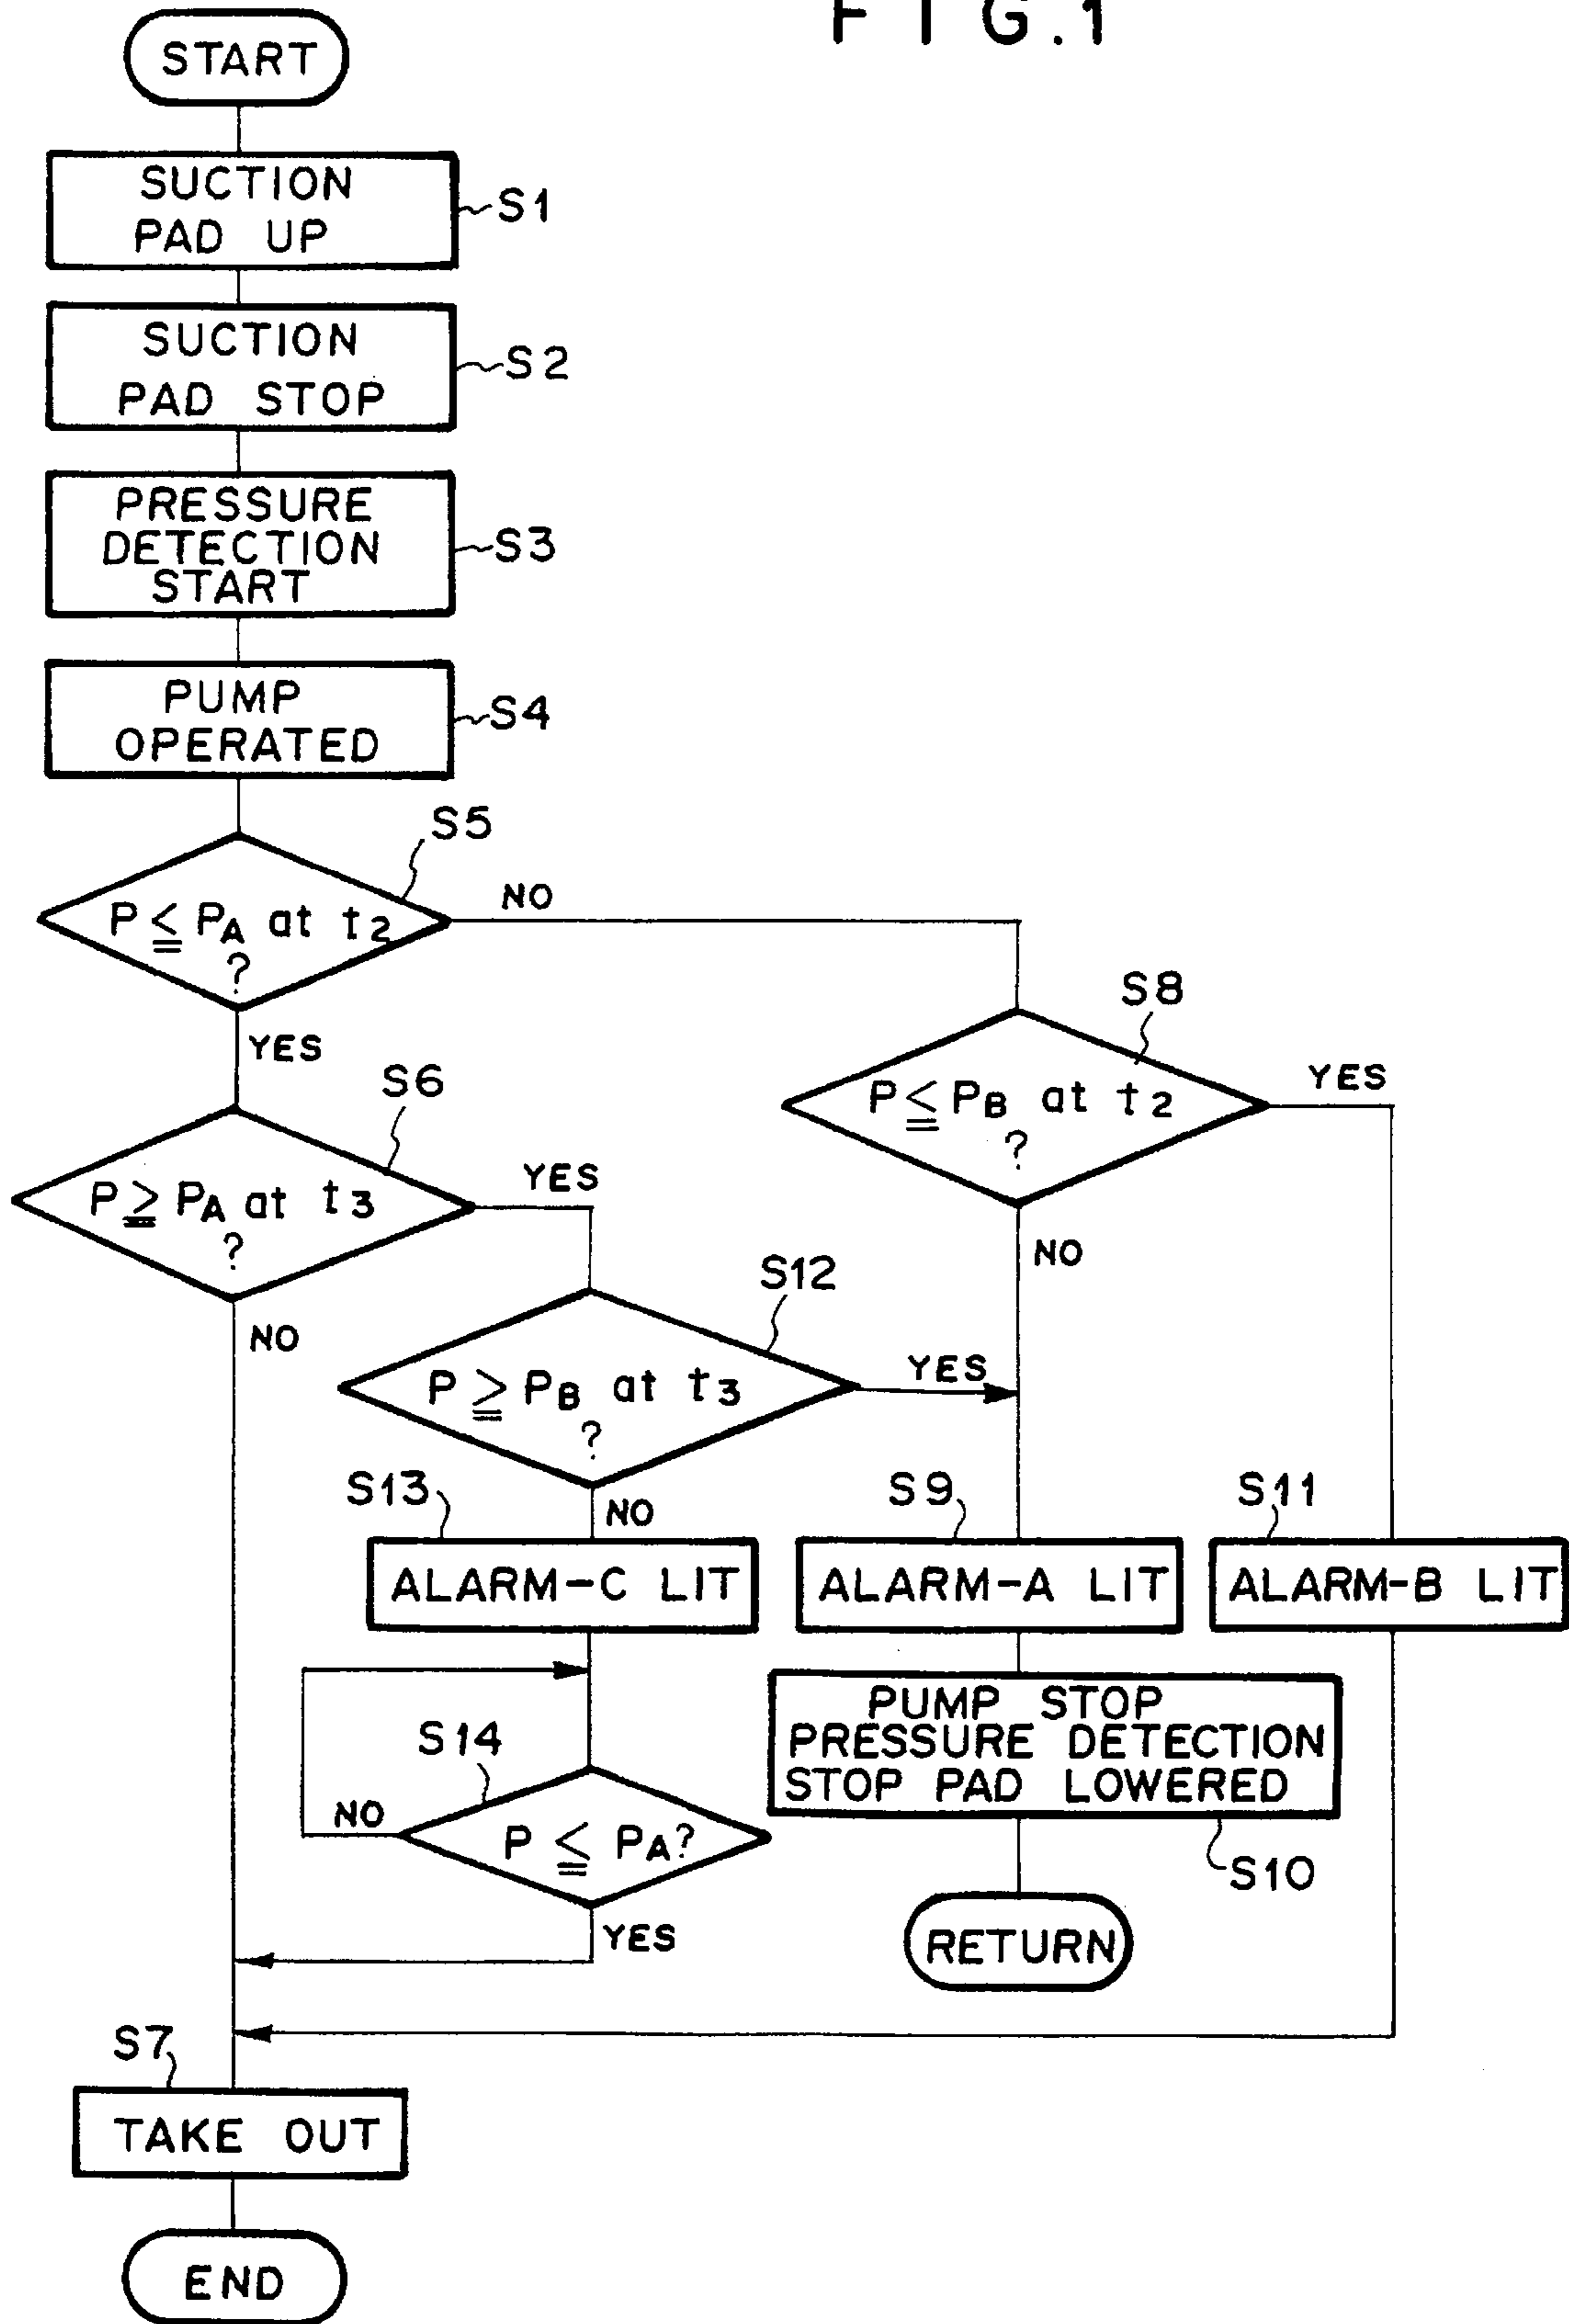 FIG.1
START
SUCTION
PAD UP
S1
SUCTION
PAD STOP
S2
PRESSURE
DETECTION
START
S3
PUMP
OPERATED
S4
S5
P ≦ PA at t2
?
NO
YES
S8
P ≦ PB at t2
?
YES
NO
S6
P ≧ PA at t3
?
YES
NO
S12
P ≧ PB at t3
?
YES
NO
S13
ALARM-C LIT
S9
ALARM-A LIT
S11
ALARM-B LIT
S14
P ≦ PA?
NO
YES
PUMP STOP
PRESSURE DETECTION
STOP PAD LOWERED
S10
RETURN
S7
TAKE OUT
END